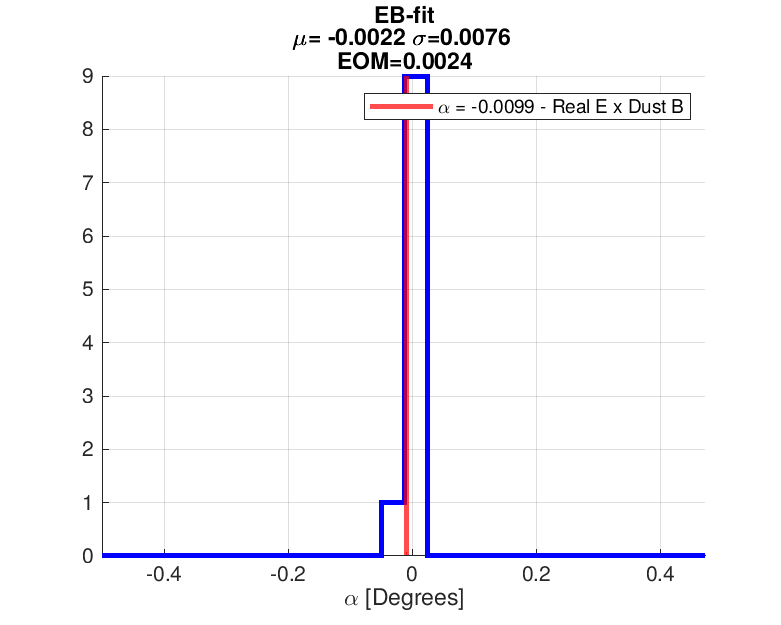 EB-fit
μ= -0.0022 σ=0.0076
EOM=0.0024
α = -0.0099 - Real E x Dust B
9
8
7
6
5
4
3
2
1
0
-0.4 -0.2 0 0.2 0.4
α [Degrees]